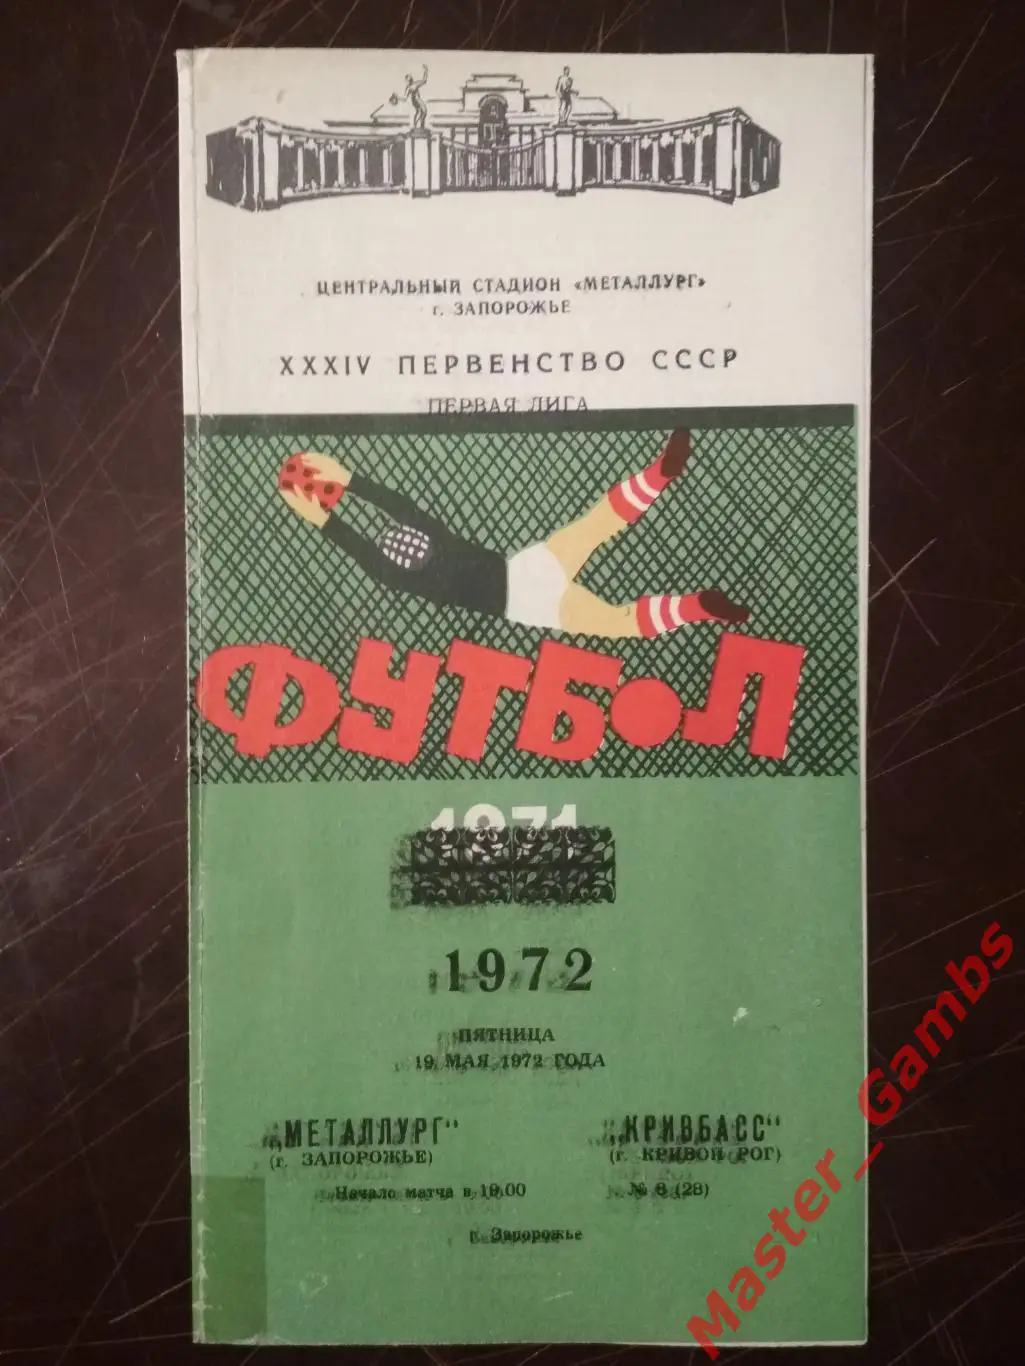 ЦЕНТРАЛЬНЫЙ СТАДИОН «МЕТАЛЛУРГ»
г. ЗАПОРОЖЬЕ
XXXIV ПЕРВЕНСТВО СССР
ПЕРВАЯ ЛИГА
ФУТБОЛ
1971
1972
ПЯТНИЦА
19 МАЯ 1972 ГОДА
„МЕТАЛЛУРГ“ „КРИВБАСС“
(г. ЗАПОРОЖЬЕ) (г. КРИВОЙ РОГ)
Начало матча в 19.00 № 8 (28)
г. Запорожье
Master_Gambs